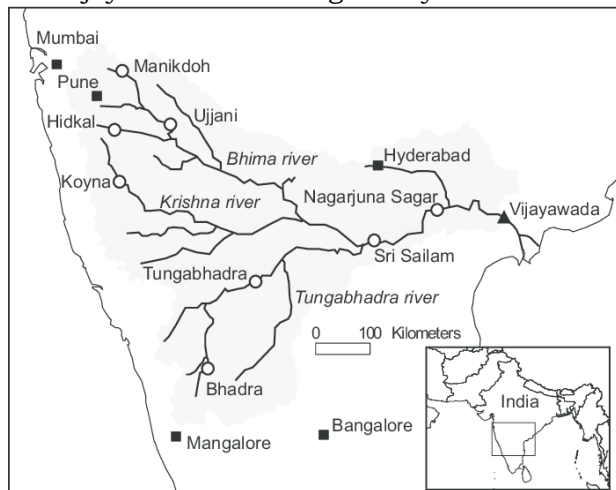 Mumbai
Manikdoh
Pune
Ujjani
Hidkal
Bhima river
Hyderabad
Koyna
Krishna river
Nagarjuna Sagar
Vijayawada
Sri Sailam
Tungabhadra
Tungabhadra river
0 100 Kilometers
Bhadra
India
Bangalore
Mangalore